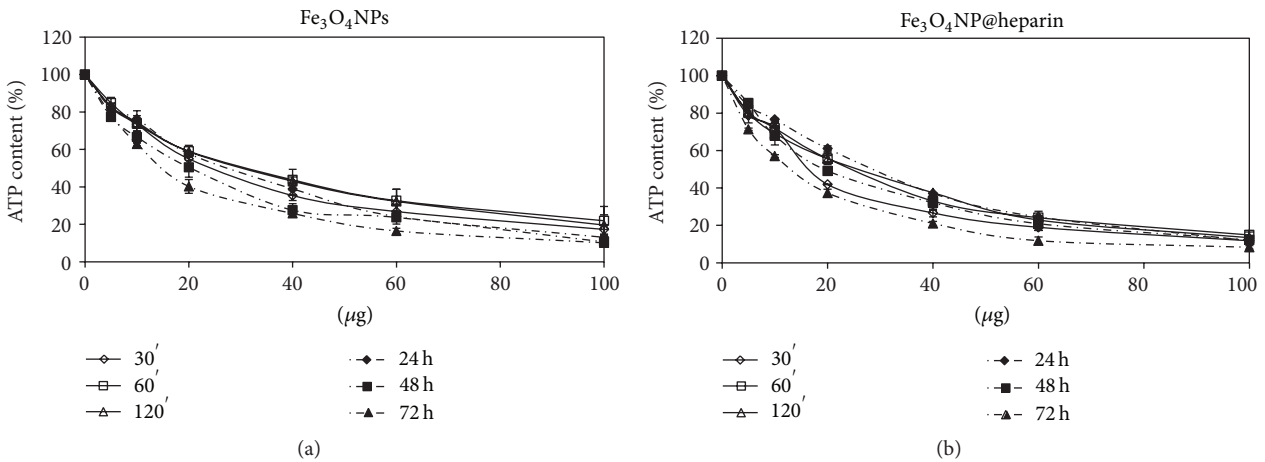 Fe₃O₄NPs
120
100
80
60
40
20
0
ATP content (%)
0 20 40 60 80 100
(μg)
30′
60′
120′
24 h
48 h
72 h
(a)
Fe₃O₄NP@heparin
120
100
80
60
40
20
0
ATP content (%)
0 20 40 60 80 100
(μg)
30′
60′
120′
24 h
48 h
72 h
(b)